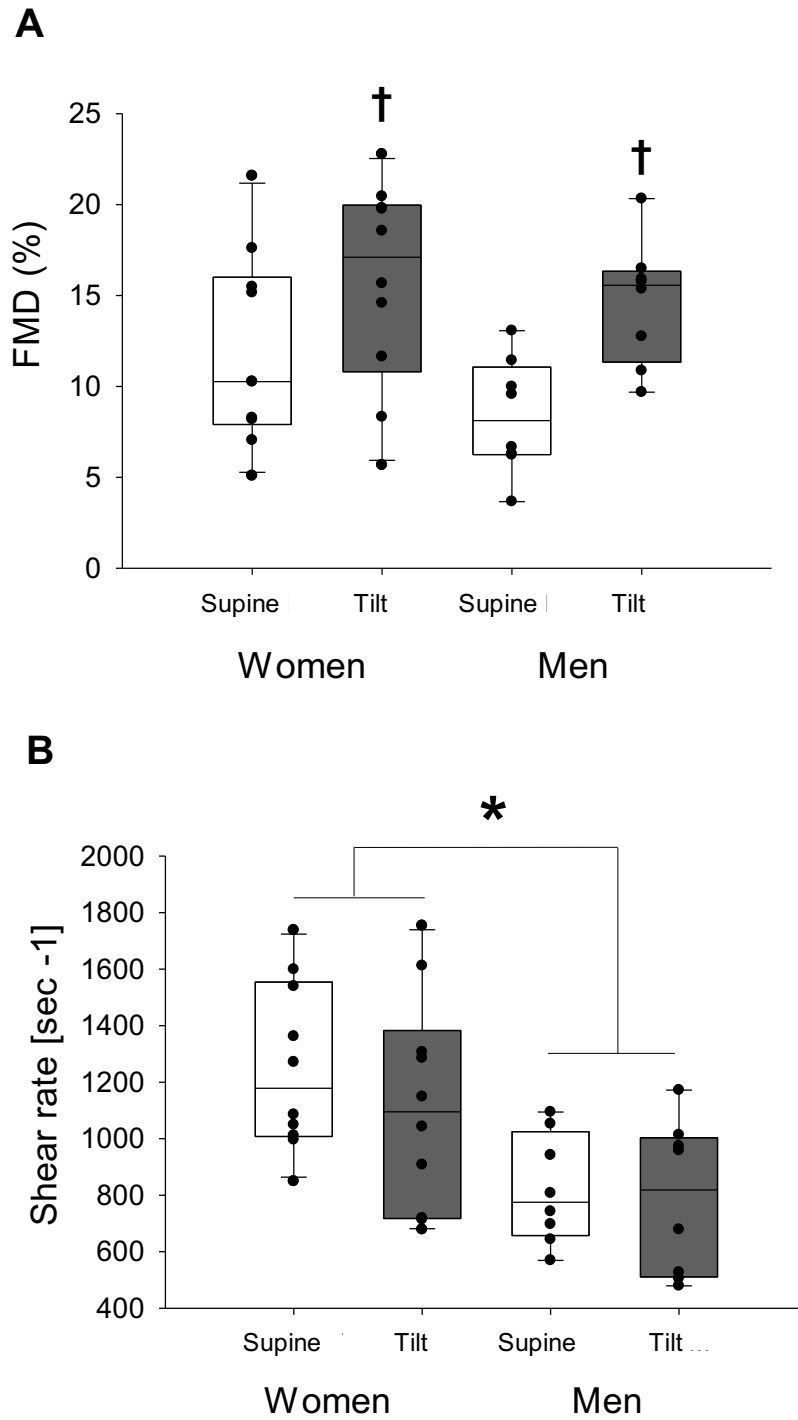 A
†
†
25
20
15
10
5
0
FMD (%)
Supine Tilt Supine Tilt
Women Men
B
*
2000
1800
1600
1400
1200
1000
800
600
400
Shear rate [sec -1]
Supine Tilt Supine Tilt ...
Women Men